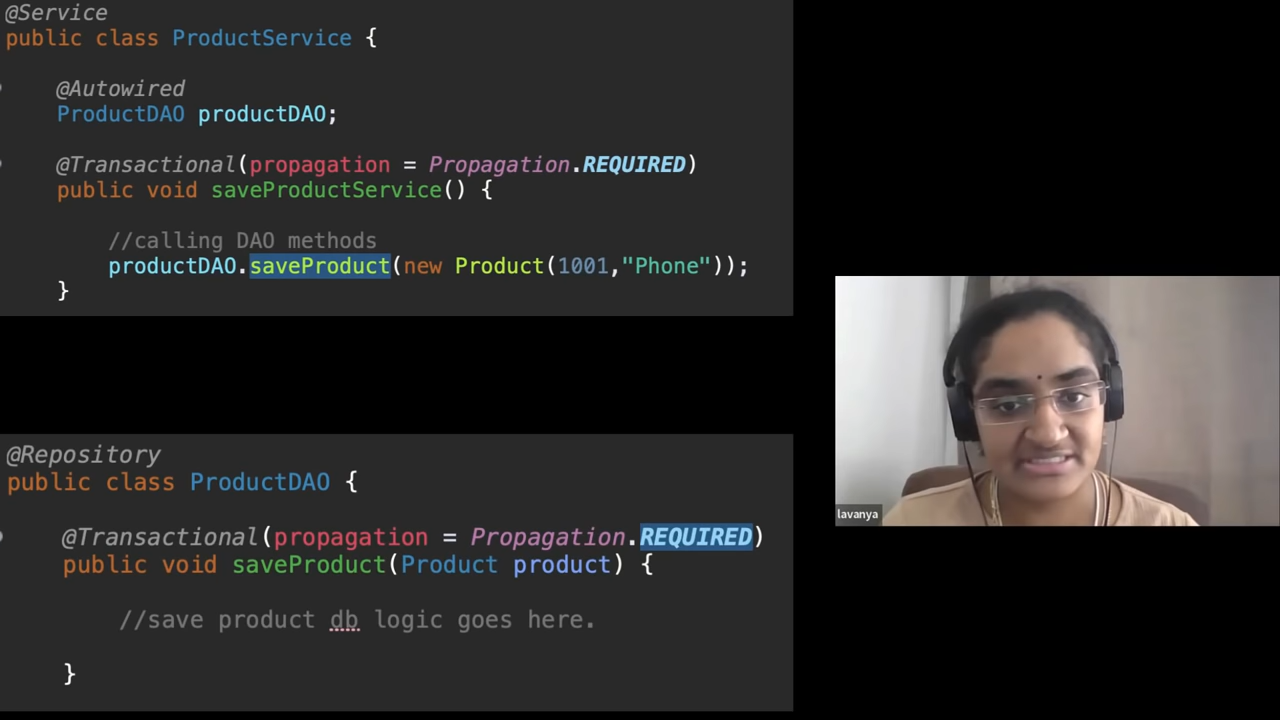 @Service
public class ProductService {
@Autowired
ProductDAO productDAO;
@Transactional(propagation = Propagation.REQUIRED)
public void saveProductService() {
//calling DAO methods
productDAO.saveProduct(new Product(1001,"Phone"));
}
@Repository
public class ProductDAO {
@Transactional(propagation = Propagation.REQUIRED)
public void saveProduct(Product product) {
//save product db logic goes here.
}
lavanya